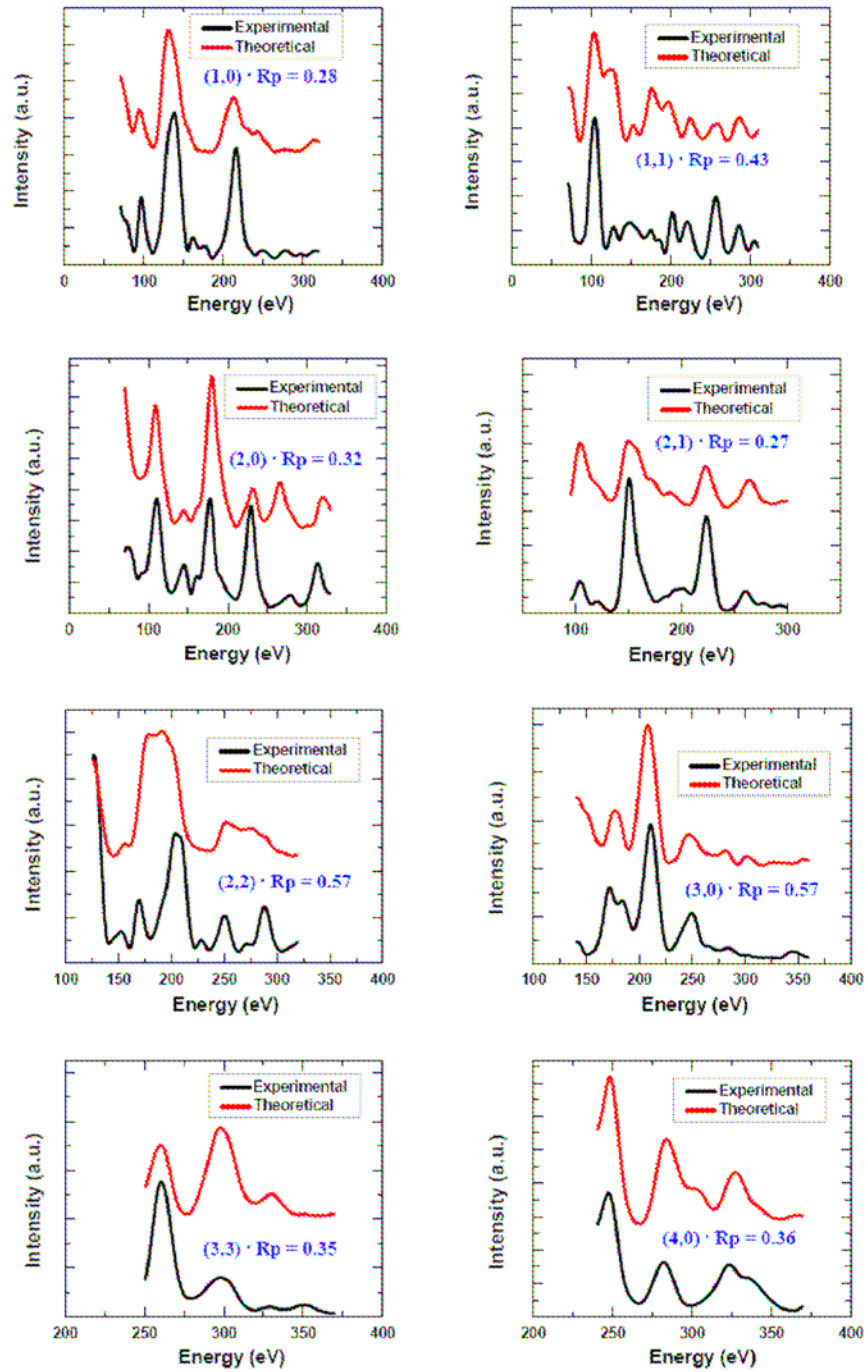 Experimental
Theoretical
(1,0) · Rp = 0.28
Intensity (a.u.)
0 100 200 300 400
Energy (eV)
Experimental
Theoretical
(1,1) · Rp = 0.43
Intensity (a.u.)
0 100 200 300 400
Energy (eV)
Experimental
Theoretical
(2,0) · Rp = 0.32
Intensity (a.u.)
0 100 200 300 400
Energy (eV)
Experimental
Theoretical
(2,1) · Rp = 0.27
Intensity (a.u.)
100 200 300
Energy (eV)
Experimental
Theoretical
(2,2) · Rp = 0.57
Intensity (a.u.)
100 150 200 250 300 350 400
Energy (eV)
Experimental
Theoretical
(3,0) · Rp = 0.57
Intensity (a.u.)
100 150 200 250 300 350 400
Energy (eV)
Experimental
Theoretical
(3,3) · Rp = 0.35
Intensity (a.u.)
200 250 300 350 400
Energy (eV)
Experimental
Theoretical
(4,0) · Rp = 0.36
Intensity (a.u.)
250 300 350 400
Energy (eV)